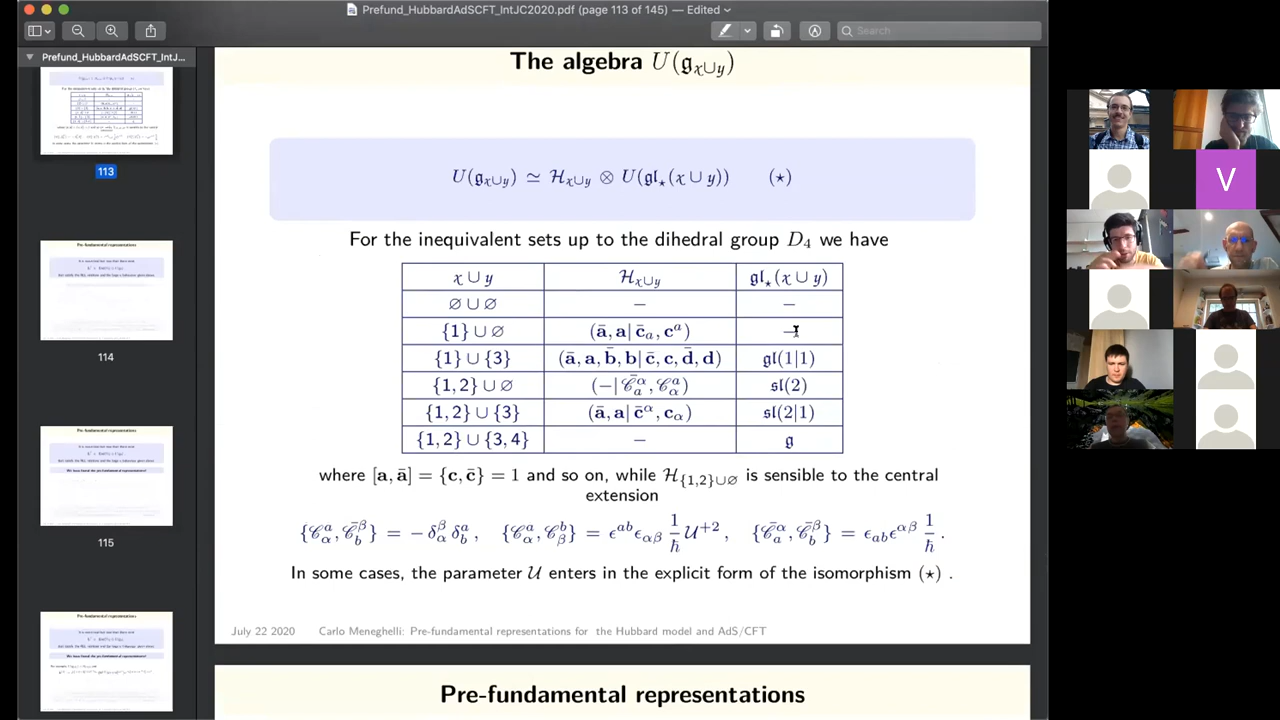 Prefund_HubbardAdSCFT_IntJC2020.pdf (page 113 of 145) — Edited
Search
Prefund_HubbardAdSCFT_IntJ...
113
114
115
The algebra U(𝔤_{χ∪y})
U(𝔤_{χ∪y}) ≃ ℋ_{χ∪y} ⊗ U(𝔤𝔩_⋆(χ ∪ y)) (⋆)
For the inequivalent sets up to the dihedral group D₄ we have
χ ∪ y ℋ_{χ∪y} 𝔤𝔩_⋆(χ ∪ y)
∅ ∪ ∅ − −
{1} ∪ ∅ (ā, a| c̄_a, c^a) −
{1} ∪ {3} (ā, a, b̄, b| c̄, c, d̄, d) 𝔤𝔩(1|1)
{1, 2} ∪ ∅ (−| 𝒞̄_a^α, 𝒞_α^a) 𝔰𝔩(2)
{1, 2} ∪ {3} (ā, a| c̄^α, c_α) 𝔰𝔩(2|1)
{1, 2} ∪ {3, 4} − 𝔤
where [a, ā] = {c, c̄} = 1 and so on, while ℋ_{{1,2}∪∅} is sensible to the central
extension
{𝒞_α^a, 𝒞̄_b^β} = −δ_α^β δ_b^a, {𝒞_α^a, 𝒞_β^b} = ϵ^{ab}ϵ_{αβ} 1/ħ 𝒰^{+2}, {𝒞̄_a^α, 𝒞̄_b^β} = ϵ_{ab}ϵ^{αβ} 1/ħ .
In some cases, the parameter 𝒰 enters in the explicit form of the isomorphism (⋆) .
July 22 2020 Carlo Meneghelli: Pre-fundamental representations for the Hubbard model and AdS/CFT
Pre-fundamental representations
V